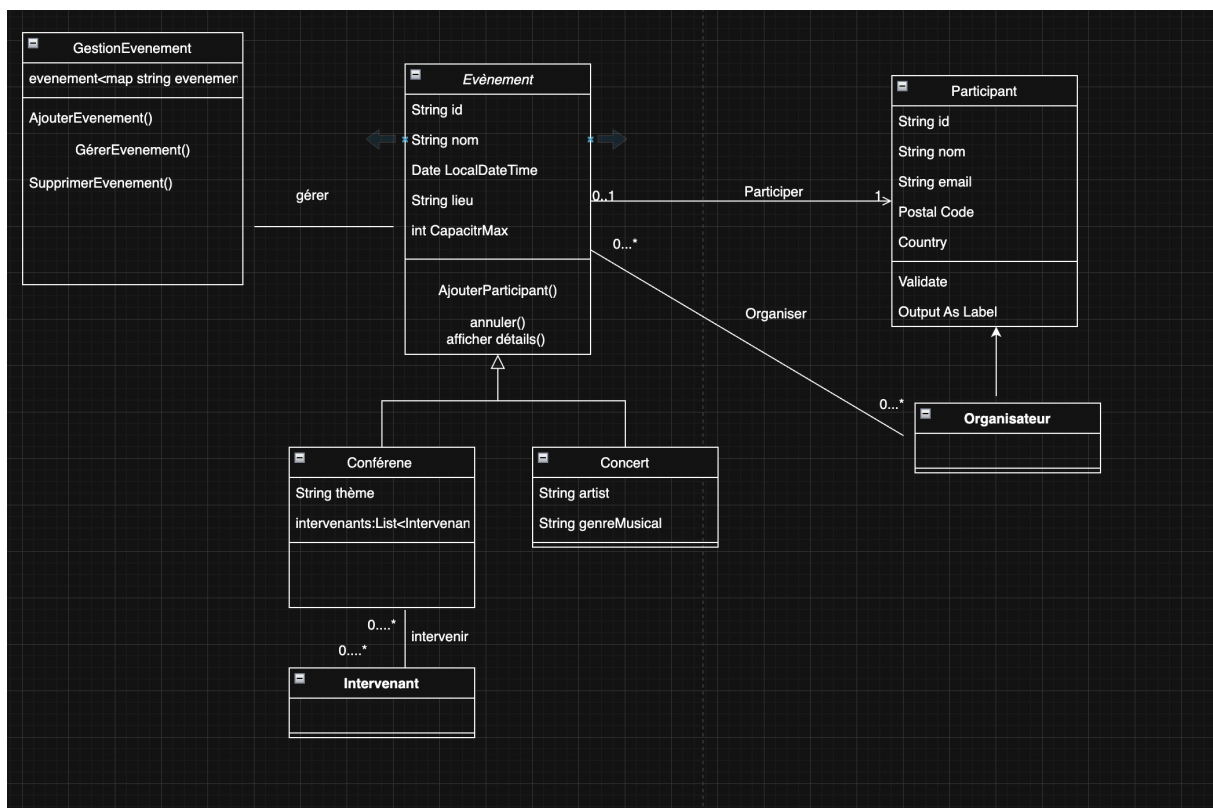 GestionEvenement
evenement<map string evenemen
AjouterEvenement()
GérerEvenement()
SupprimerEvenement()
gérer
Evènement
String id
String nom
Date LocalDateTime
String lieu
int CapacitrMax
AjouterParticipant()
annuler()
afficher détails()
0..1
Participer
1
0...*
Organiser
0...*
Participant
String id
String nom
String email
Postal Code
Country
Validate
Output As Label
Organisateur
Conférene
String thème
intervenants:List<Intervenan
Concert
String artist
String genreMusical
0....*
intervenir
0....*
Intervenant